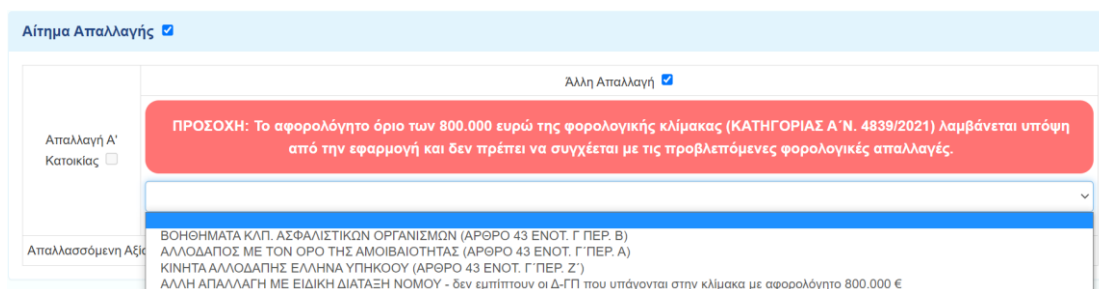 Αίτημα Απαλλαγής
Άλλη Απαλλαγή
Απαλλαγή Α'
Κατοικίας
ΠΡΟΣΟΧΗ: Το αφορολόγητο όριο των 800.000 ευρώ της φορολογικής κλίμακας (ΚΑΤΗΓΟΡΙΑΣ Α΄Ν. 4839/2021) λαμβάνεται υπόψη
από την εφαρμογή και δεν πρέπει να συγχέεται με τις προβλεπόμενες φορολογικές απαλλαγές.
Απαλλασσόμενη Αξία
ΒΟΗΘΗΜΑΤΑ ΚΛΠ. ΑΣΦΑΛΙΣΤΙΚΩΝ ΟΡΓΑΝΙΣΜΩΝ (ΑΡΘΡΟ 43 ΕΝΟΤ. Γ ΠΕΡ. Β)
ΑΛΛΟΔΑΠΟΣ ΜΕ ΤΟΝ ΟΡΟ ΤΗΣ ΑΜΟΙΒΑΙΟΤΗΤΑΣ (ΑΡΘΡΟ 43 ΕΝΟΤ. Γ΄ΠΕΡ. Α)
ΚΙΝΗΤΑ ΑΛΛΟΔΑΠΗΣ ΕΛΛΗΝΑ ΥΠΗΚΟΟΥ (ΑΡΘΡΟ 43 ΕΝΟΤ. Γ΄ΠΕΡ. Ζ΄)
ΑΛΛΗ ΑΠΑΛΛΑΓΗ ΜΕ ΕΙΔΙΚΗ ΔΙΑΤΑΞΗ ΝΟΜΟΥ - δεν εμπίπτουν οι Δ-ΓΠ που υπάγονται στην κλίμακα με αφορολόγητο 800.000 €